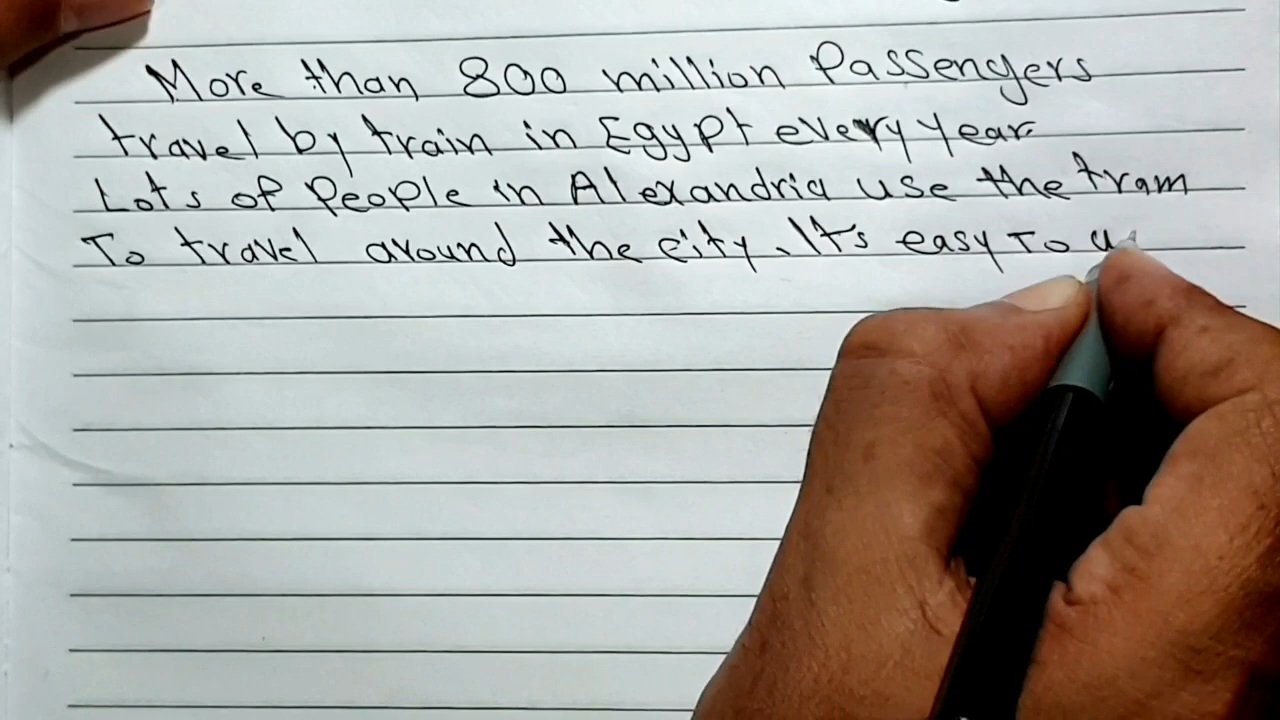 More than 800 million Passengers
travel by train in Egypt every year.
Lots of People in Alexandria use the tram
To travel around the city. It's easy To u